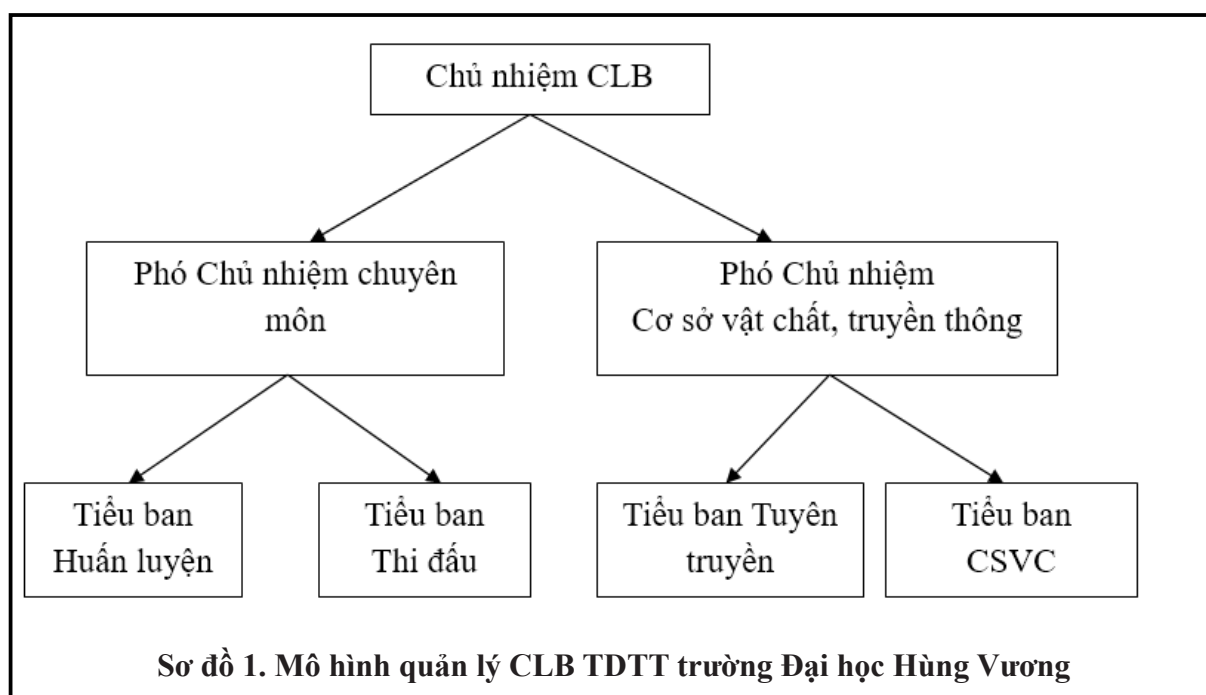 Chủ nhiệm CLB
Phó Chủ nhiệm chuyên
môn
Phó Chủ nhiệm
Cơ sở vật chất, truyền thông
Tiểu ban
Huấn luyện
Tiểu ban
Thi đấu
Tiểu ban Tuyên
truyền
Tiểu ban
CSVC
Sơ đồ 1. Mô hình quản lý CLB TDTT trường Đại học Hùng Vương